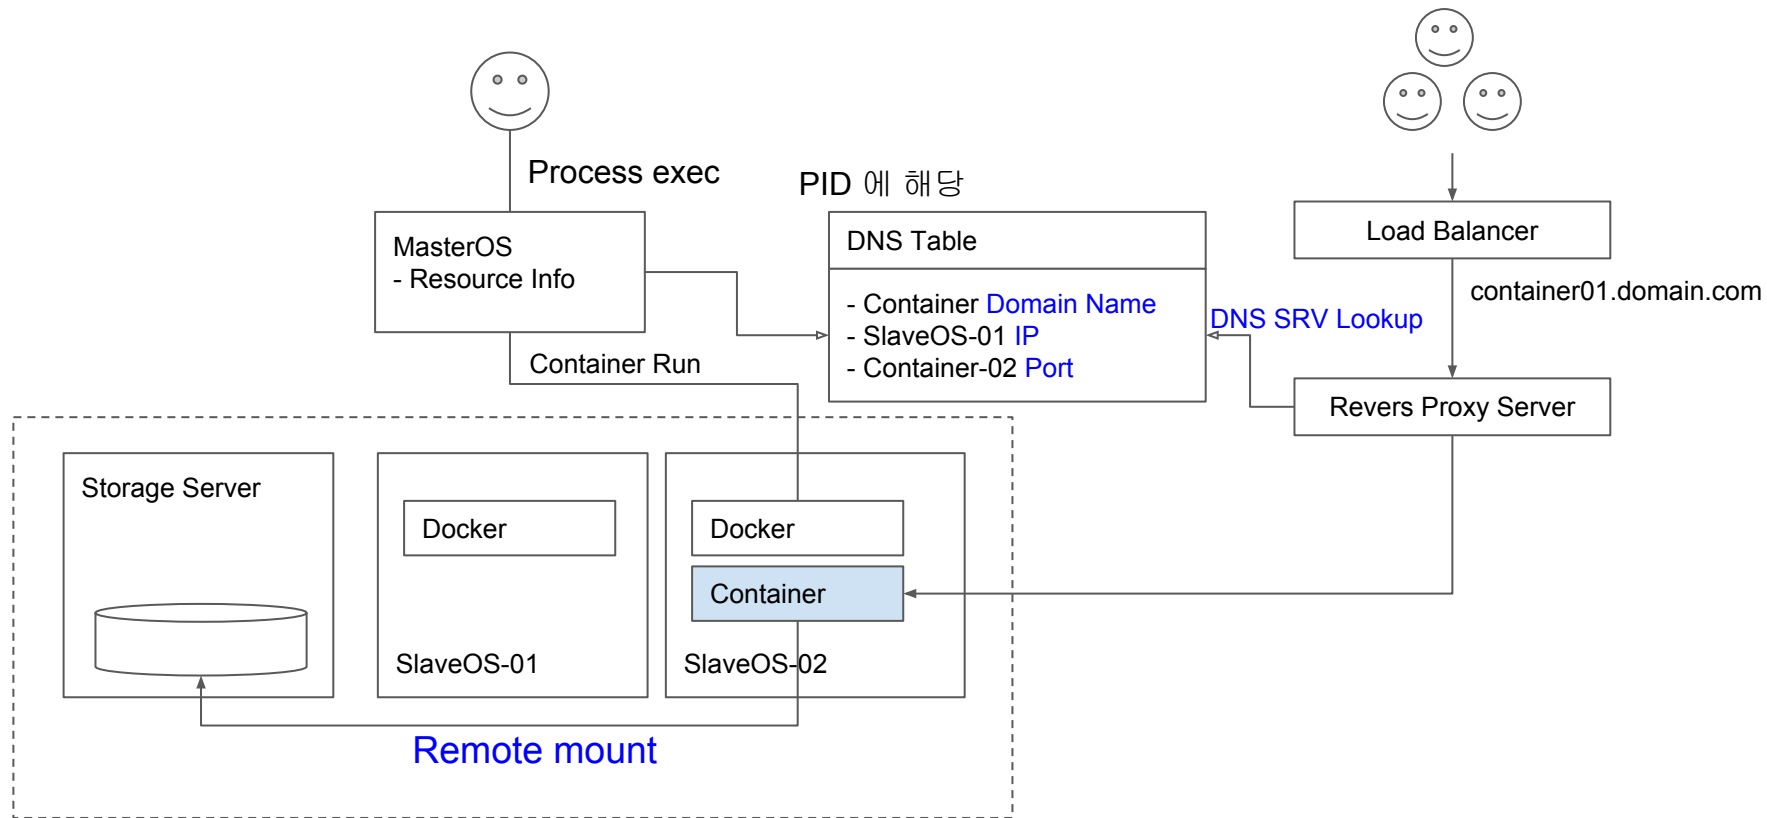 Process exec
PID 에 해당
MasterOS
- Resource Info
DNS Table
- Container Domain Name
- SlaveOS-01 IP
- Container-02 Port
Load Balancer
container01.domain.com
DNS SRV Lookup
Revers Proxy Server
Container Run
Storage Server
Docker
SlaveOS-01
Docker
Container
SlaveOS-02
Remote mount